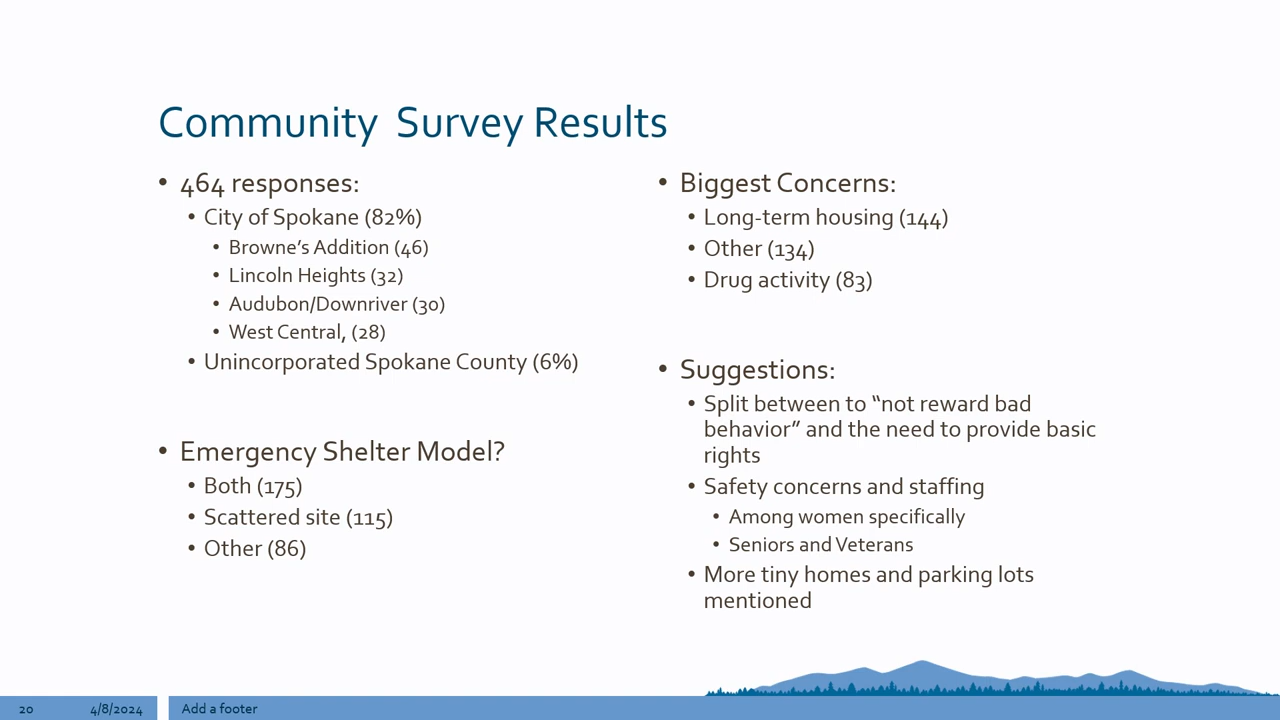 Community  Survey Results
• 464 responses:
• City of Spokane (82%)
• Browne’s Addition (46)
• Lincoln Heights (32)
• Audubon/Downriver (30)
• West Central, (28)
• Unincorporated Spokane County (6%)
• Emergency Shelter Model?
• Both (175)
• Scattered site (115)
• Other (86)
• Biggest Concerns:
• Long-term housing (144)
• Other (134)
• Drug activity (83)
• Suggestions:
• Split between to “not reward bad
behavior” and the need to provide basic
rights
• Safety concerns and staffing
• Among women specifically
• Seniors and Veterans
• More tiny homes and parking lots
mentioned
20 4/8/2024 Add a footer